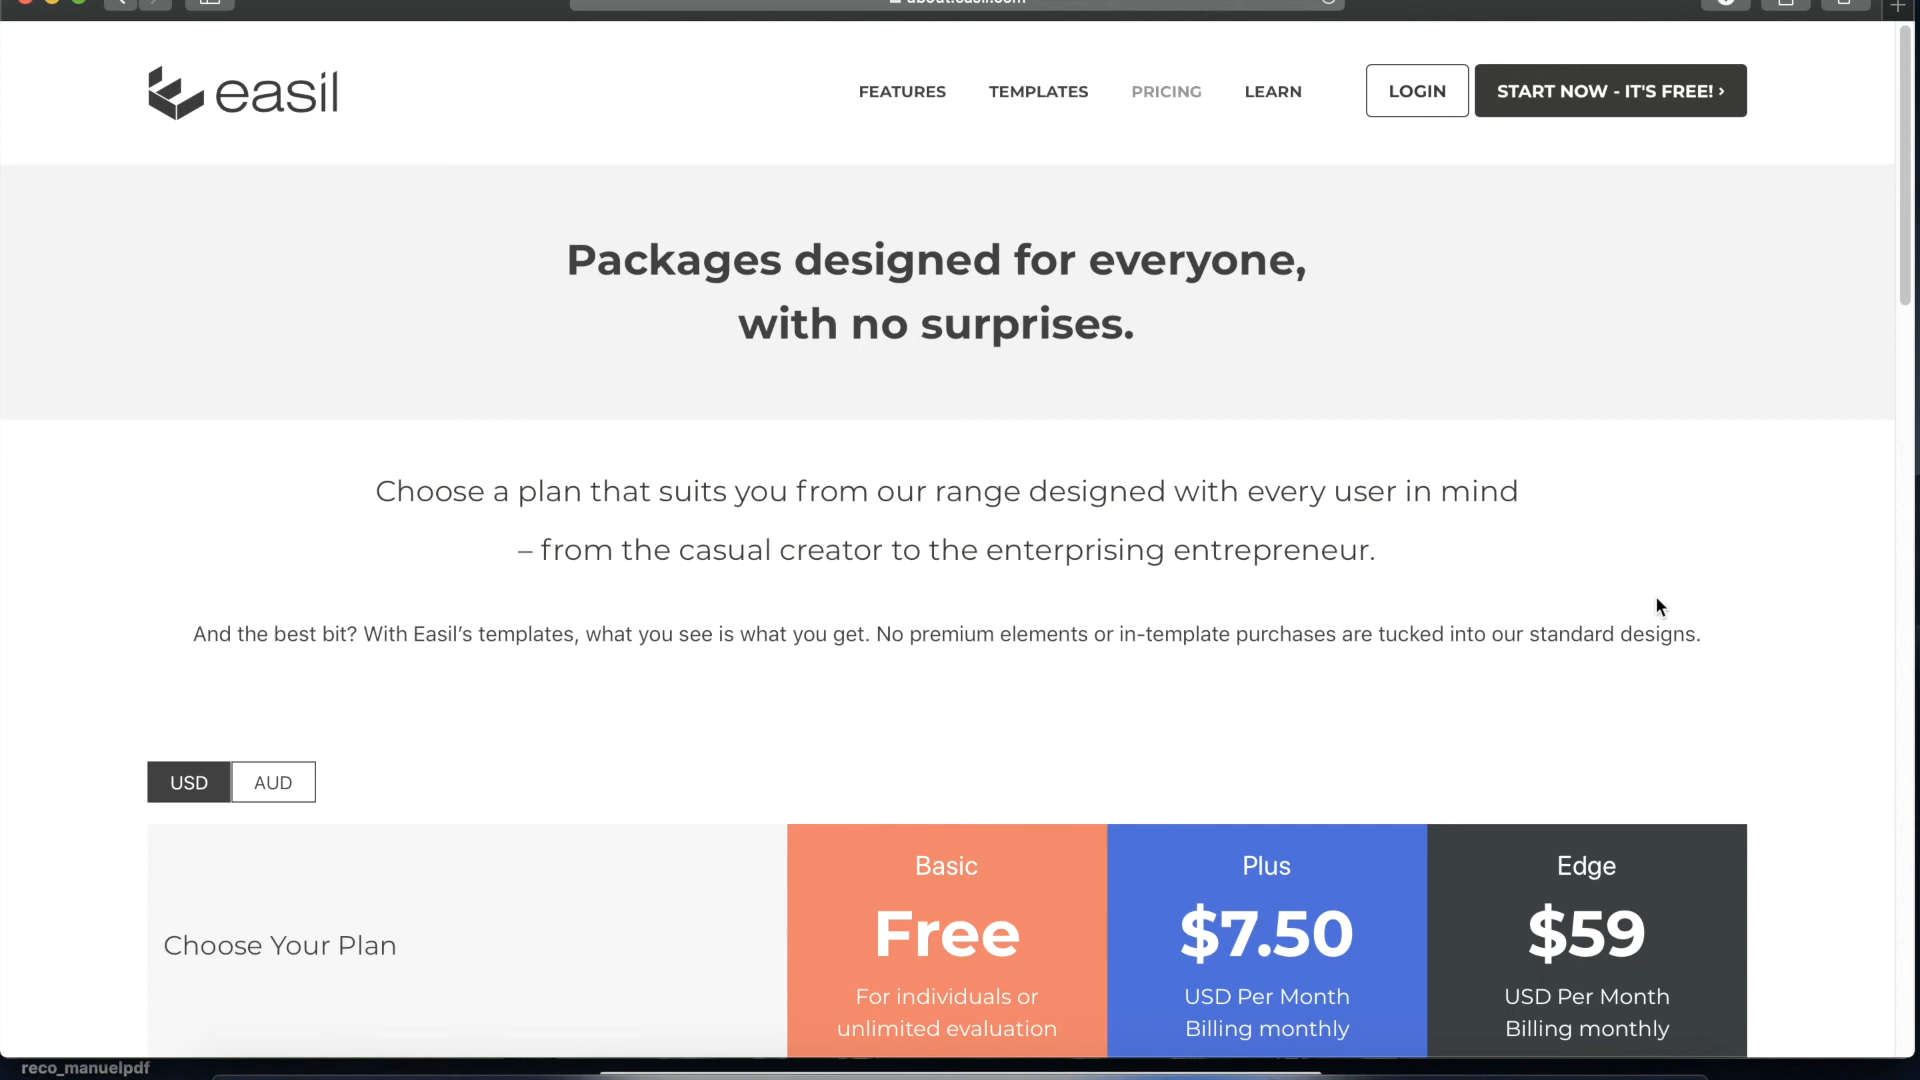 easil
FEATURES
TEMPLATES
PRICING
LEARN
LOGIN
START NOW - IT'S FREE! ›
Packages designed for everyone,
with no surprises.
Choose a plan that suits you from our range designed with every user in mind
– from the casual creator to the enterprising entrepreneur.
And the best bit? With Easil’s templates, what you see is what you get. No premium elements or in-template purchases are tucked into our standard designs.
USD
AUD
Choose Your Plan
Basic
Free
For individuals or
unlimited evaluation
Plus
$7.50
USD Per Month
Billing monthly
Edge
$59
USD Per Month
Billing monthly
reco_manuelpdf